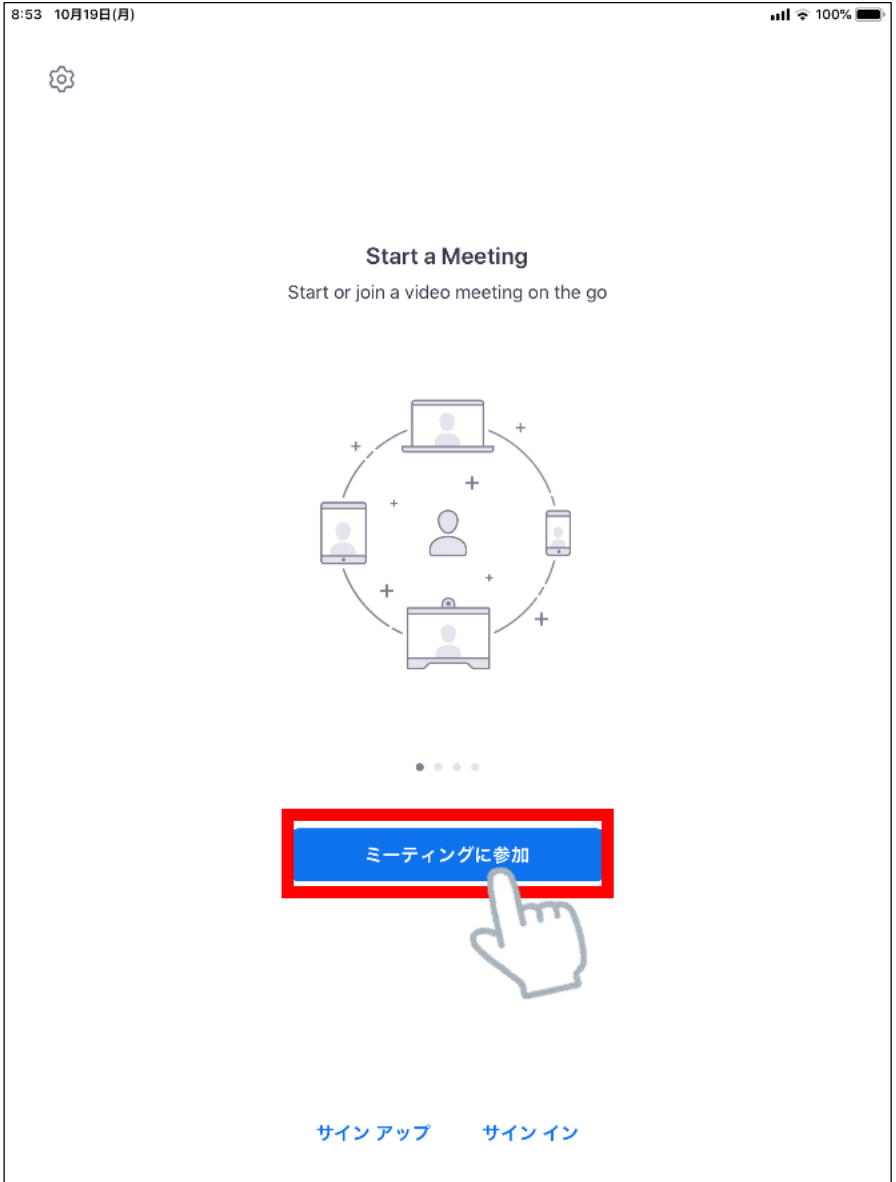 8:53 10月19日(月) 100%
Start a Meeting
Start or join a video meeting on the go
ミーティングに参加
サイン アップ サイン イン